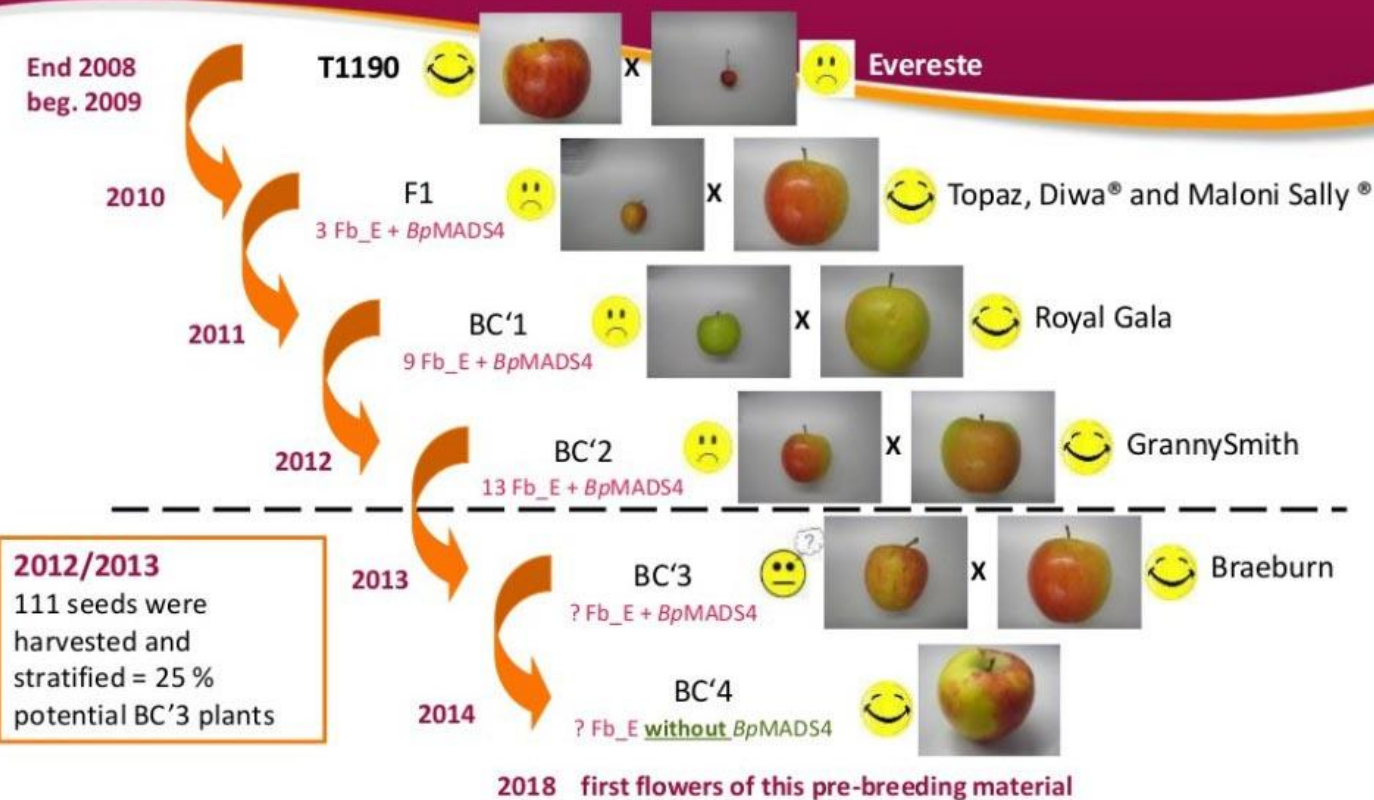 End 2008
beg. 2009
T1190
X
Evereste
2010
F1
3 Fb_E + BpMADS4
X
Topaz, Diwa® and Maloni Sally ®
2011
BC‘1
9 Fb_E + BpMADS4
X
Royal Gala
2012
BC‘2
13 Fb_E + BpMADS4
X
GrannySmith
2012/2013
111 seeds were
harvested and
stratified = 25 %
potential BC’3 plants
2013
BC‘3
? Fb_E + BpMADS4
?
X
Braeburn
2014
BC‘4
? Fb_E without BpMADS4
2018 first flowers of this pre-breeding material